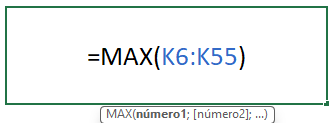 =MAX(K6:K55)
MAX(número1; [número2]; ...)